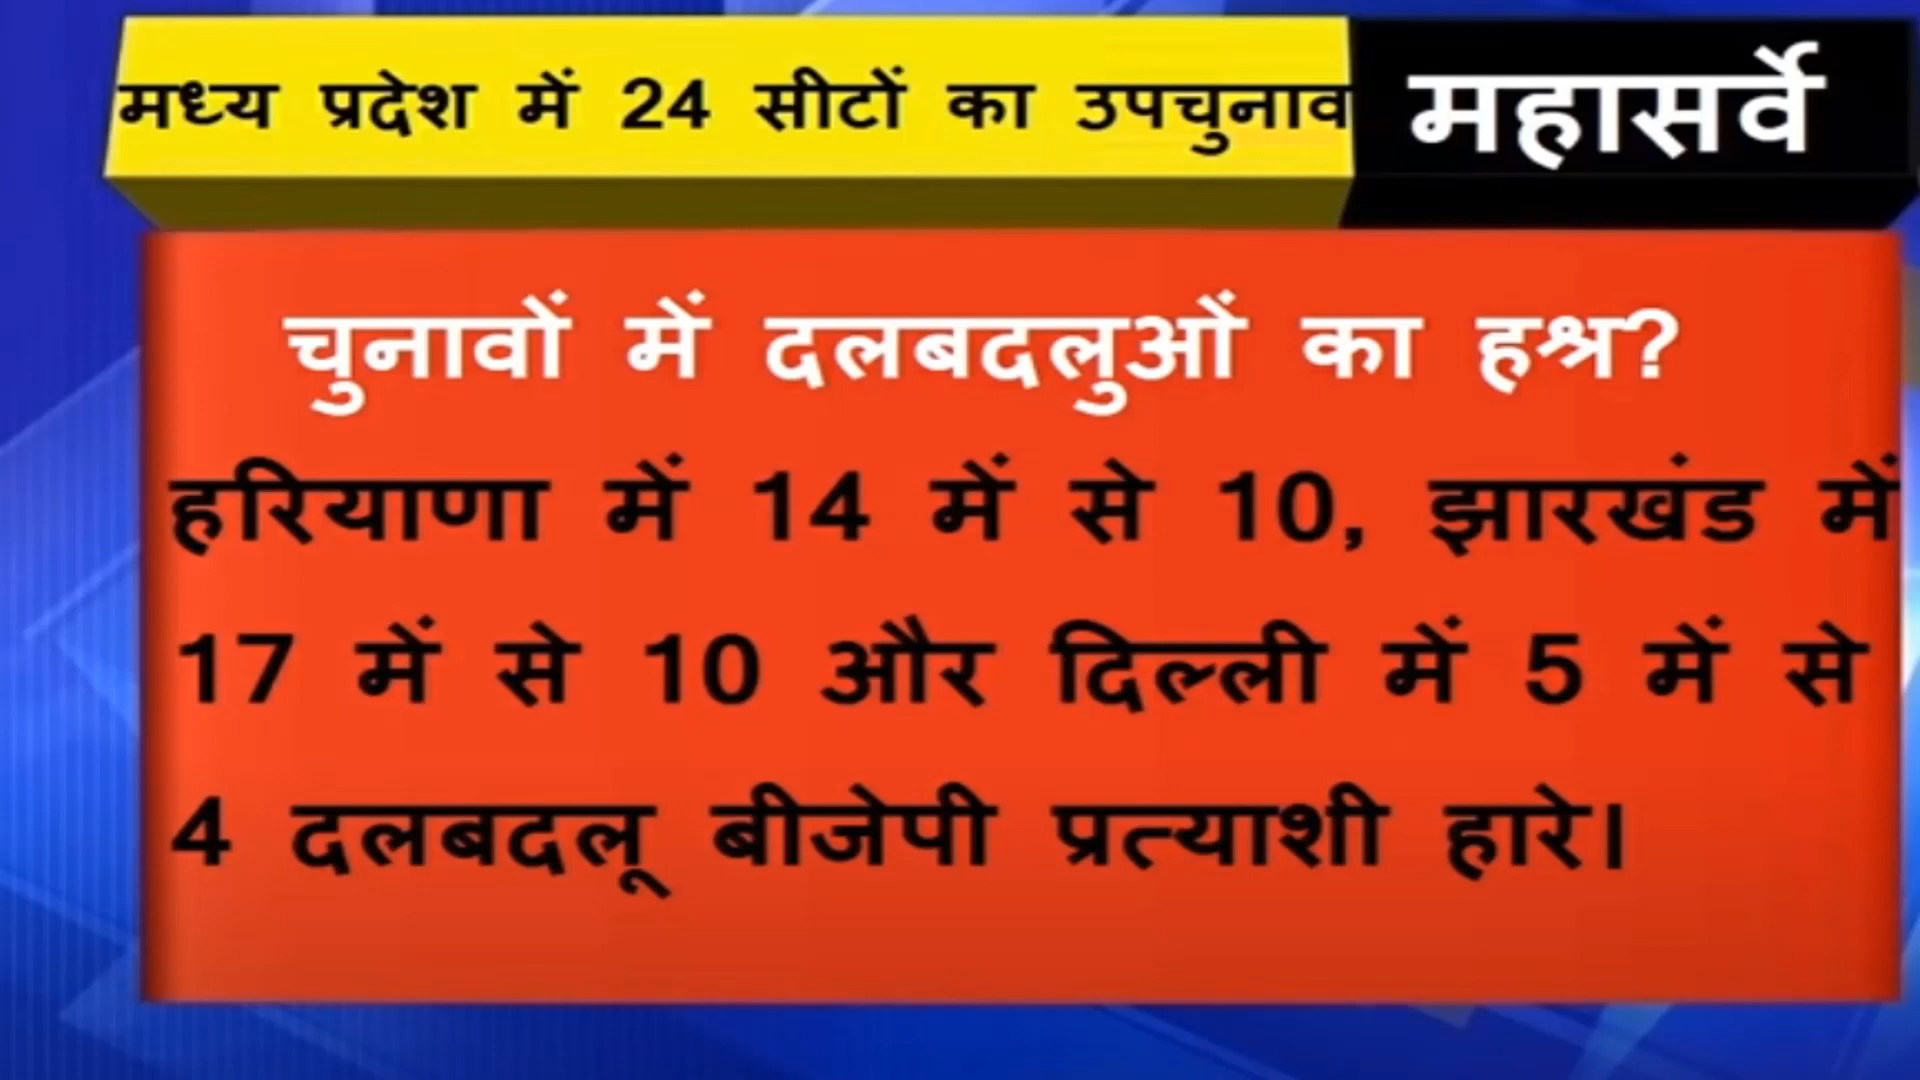 मध्य प्रदेश में 24 सीटों का उपचुनाव महासर्वे
चुनावों में दलबदलुओं का हश्र?
हरियाणा में 14 में से 10, झारखंड में
17 में से 10 और दिल्ली में 5 में से
4 दलबदलू बीजेपी प्रत्याशी हारे।